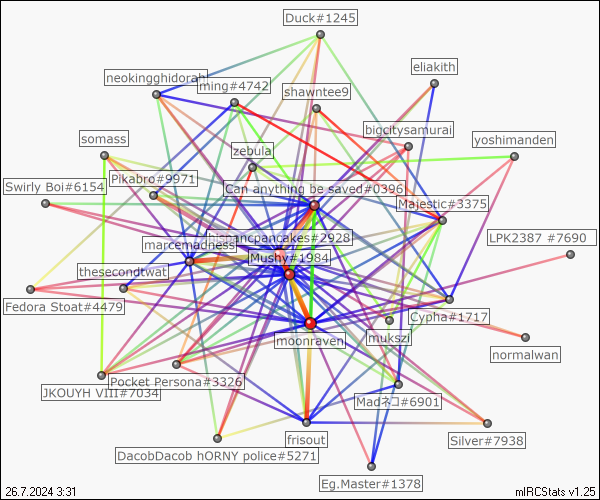 Duck#1245
eliakith
neokingghidorah
ming#4742
shawntee9
bigcitysamurai
yoshimanden
somass
zebula
Pikabro#9971
Swirly Boi#6154
Can anything be saved#0396
Majestic#3375
hispanicpancakes#2928
LPK2387 #7690
marcemadness
Mushy#1984
thesecondtwat
Fedora Stoat#4479
Cypha#1717
moonraven
mukszi
normalwan
Pocket Persona#3326
JKOUYH VIII#7034
Madネコ#6901
frisout
Silver#7938
DacobDacob hORNY police#5271
Eg.Master#1378
26.7.2024 3:31
mIRCStats v1.25